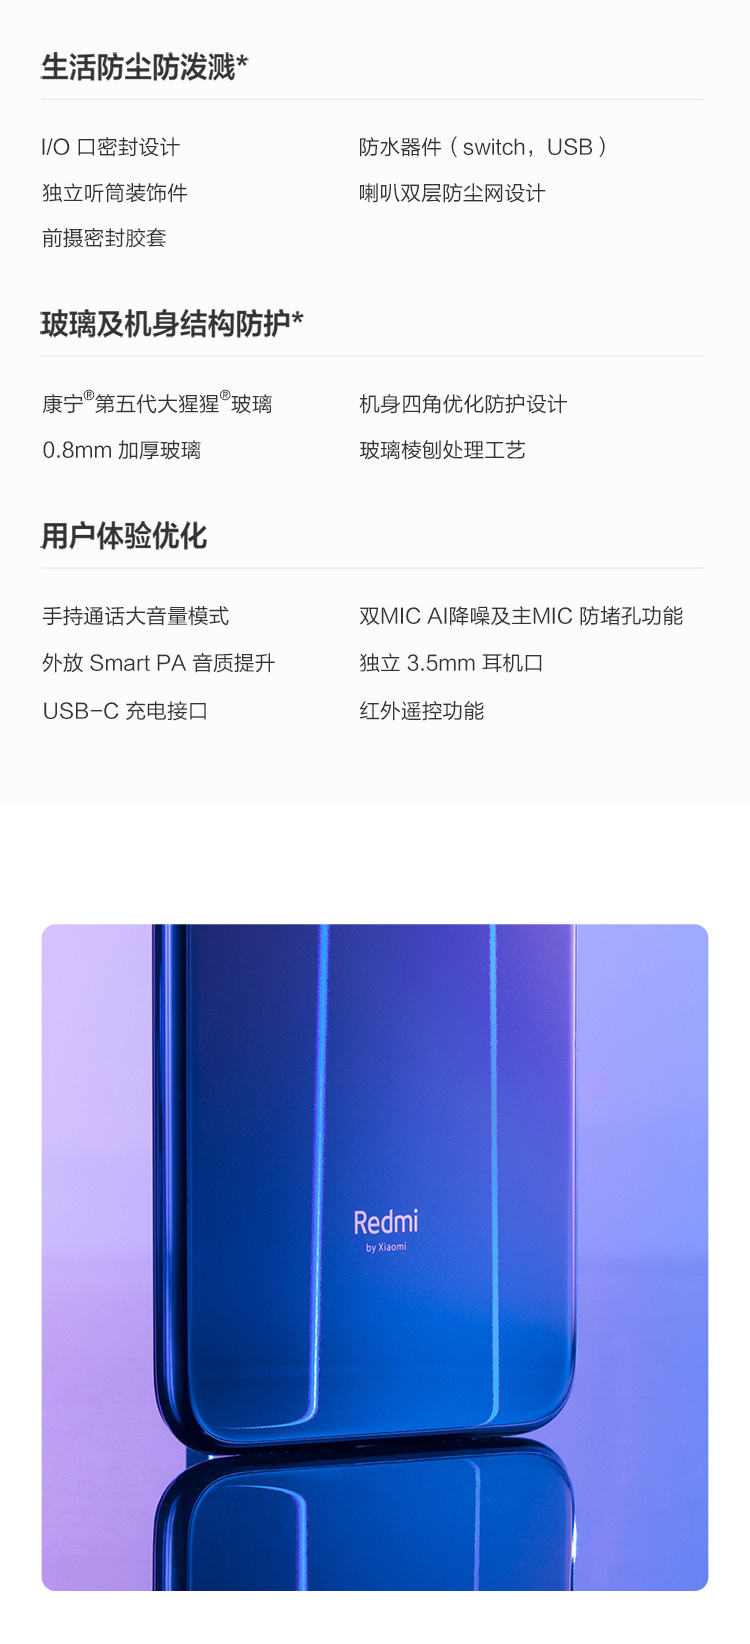 生活防尘防泼溅*
I/O 口密封设计
防水器件（switch，USB）
独立听筒装饰件
喇叭双层防尘网设计
前摄密封胶套
玻璃及机身结构防护*
康宁®第五代大猩猩®玻璃
机身四角优化防护设计
0.8mm 加厚玻璃
玻璃棱刨处理工艺
用户体验优化
手持通话大音量模式
双MIC AI降噪及主MIC 防堵孔功能
外放 Smart PA 音质提升
独立 3.5mm 耳机口
USB-C 充电接口
红外遥控功能
Redmi
by Xiaomi